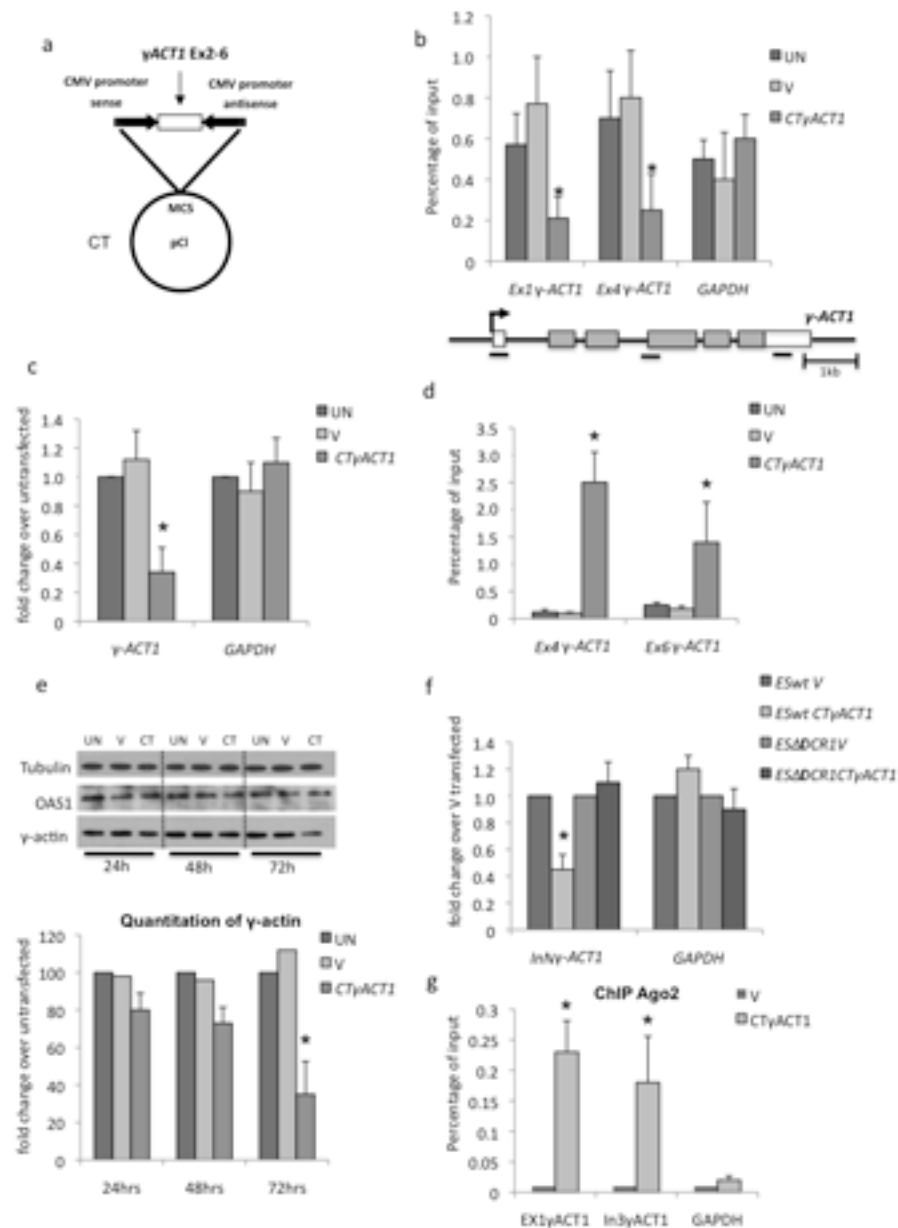 a
γACT1 Ex2-6
CMV promoter
sense
CMV promoter
antisense
MCS
pCI
CT
b
Percentage of input
1.2
1.0
0.8
0.6
0.4
0.2
0
UN
V
CTγACT1
*
*
Ex1γ-ACT1
Ex4γ-ACT1
GAPDH
γ-ACT1
1kb
c
fold change over untransfected
1.4
1.2
1.0
0.8
0.6
0.4
0.2
0
UN
V
CTγACT1
*
γ-ACT1
GAPDH
d
Percentage of input
3.5
3.0
2.5
2.0
1.5
1.0
.5
0
UN
V
CTγACT1
*
*
Ex4γ-ACT1
Ex6γ-ACT1
e
UN V CT UN V CT UN V CT
Tubulin
OAS1
γ-actin
24h 48h 72h
Quantitation of γ-actin
fold change over untransfected
120
100
80
60
40
20
0
UN
V
CTγACT1
*
24hrs
48hrs
72hrs
f
fold change over V transfected
1.4
1.2
1.0
0.8
0.6
0.4
0.2
0
ESwt V
ESwt CTγACT1
ESΔDCR1V
ESΔDCR1CTγACT1
*
GAPDH
g
ChIP Ago2
Percentage of input
0.3
0.25
0.2
0.15
0.1
0.05
0
V
CTγACT1
*
*
EX1γACT1
In3γACT1
GAPDH